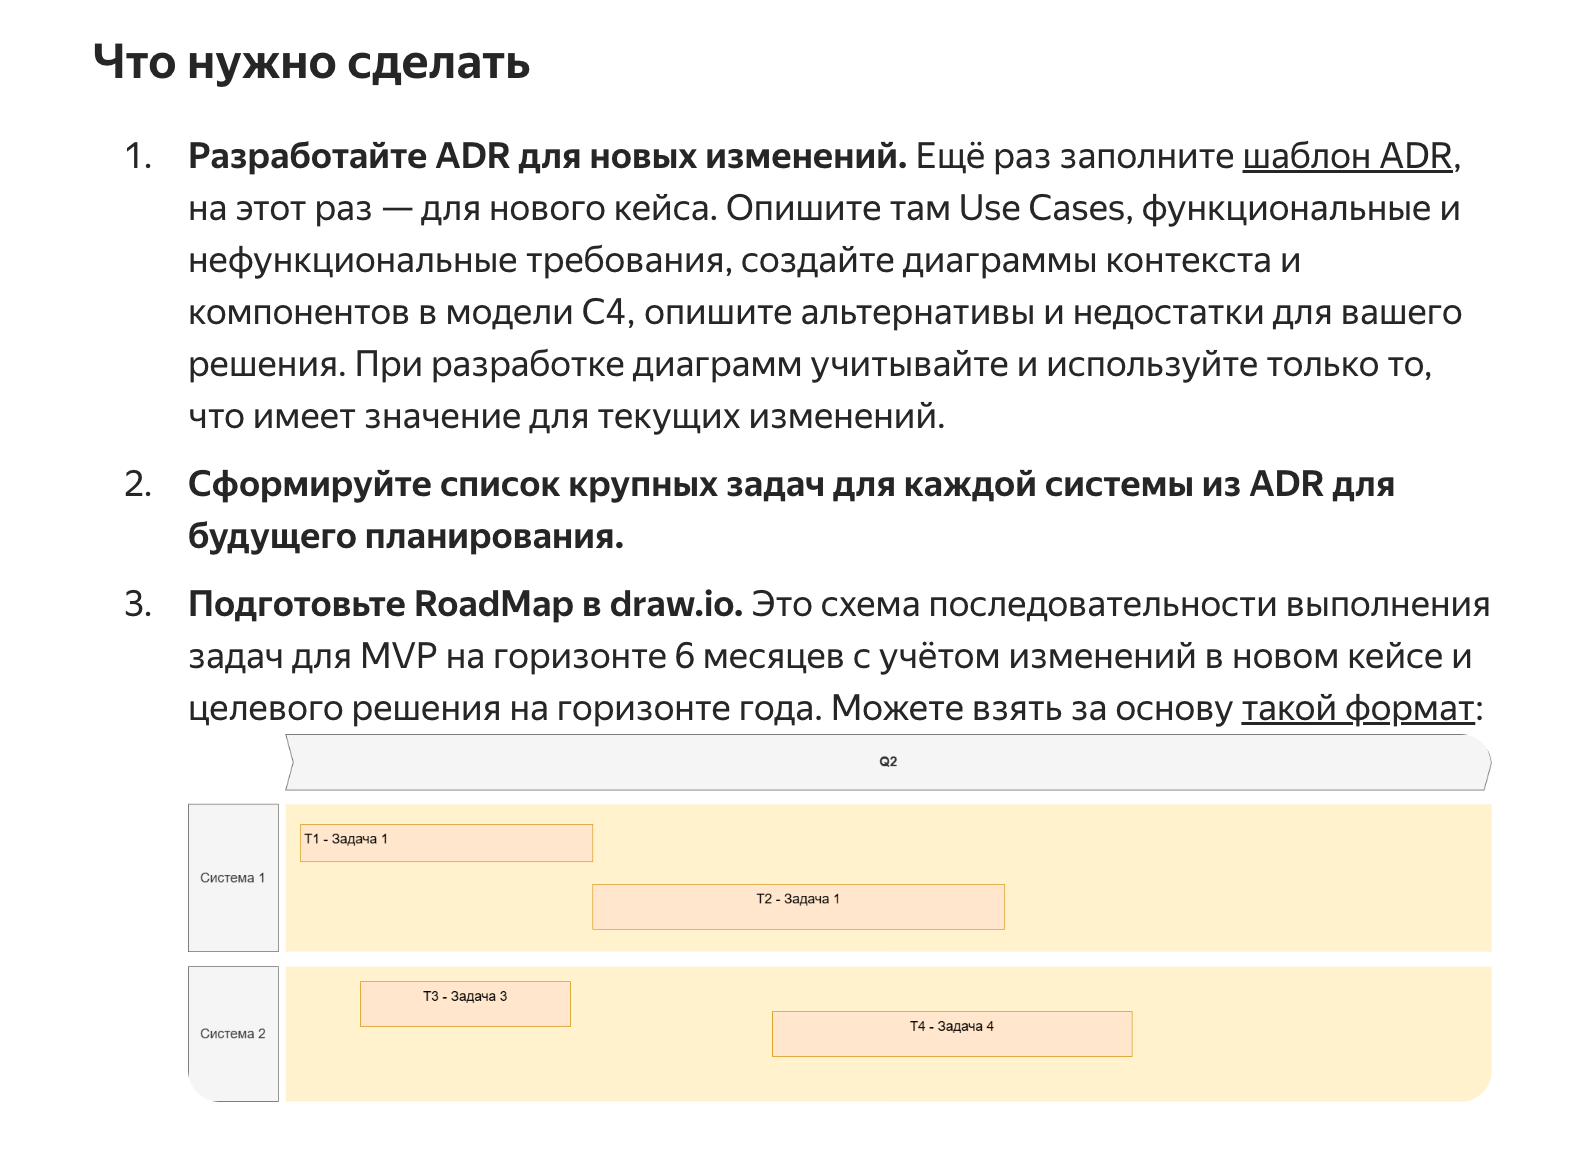 Что нужно сделать
1. Разработайте ADR для новых изменений. Ещё раз заполните шаблон ADR,
на этот раз — для нового кейса. Опишите там Use Cases, функциональные и
нефункциональные требования, создайте диаграммы контекста и
компонентов в модели C4, опишите альтернативы и недостатки для вашего
решения. При разработке диаграмм учитывайте и используйте только то,
что имеет значение для текущих изменений.
2. Сформируйте список крупных задач для каждой системы из ADR для
будущего планирования.
3. Подготовьте RoadMap в draw.io. Это схема последовательности выполнения
задач для MVP на горизонте 6 месяцев с учётом изменений в новом кейсе и
целевого решения на горизонте года. Можете взять за основу такой формат:
Q2
Система 1
T1 - Задача 1
T2 - Задача 1
Система 2
T3 - Задача 3
T4 - Задача 4